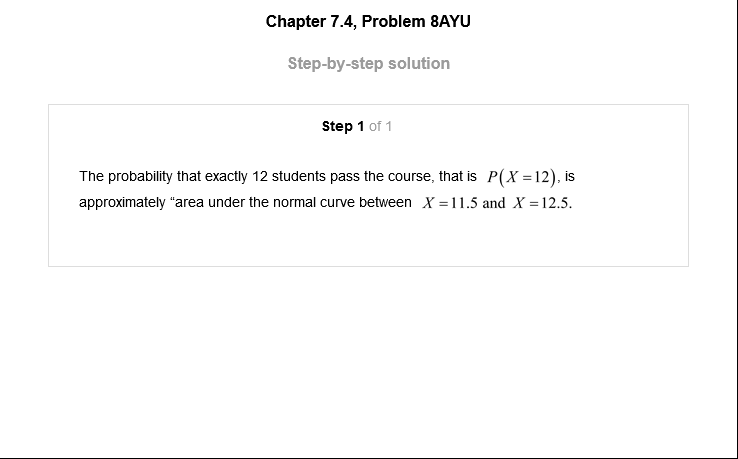 Chapter 7.4, Problem 8AYU
Step-by-step solution
Step 1 of 1
The probability that exactly 12 students pass the course, that is P(X=12), is
approximately “area under the normal curve between X=11.5 and X=12.5.